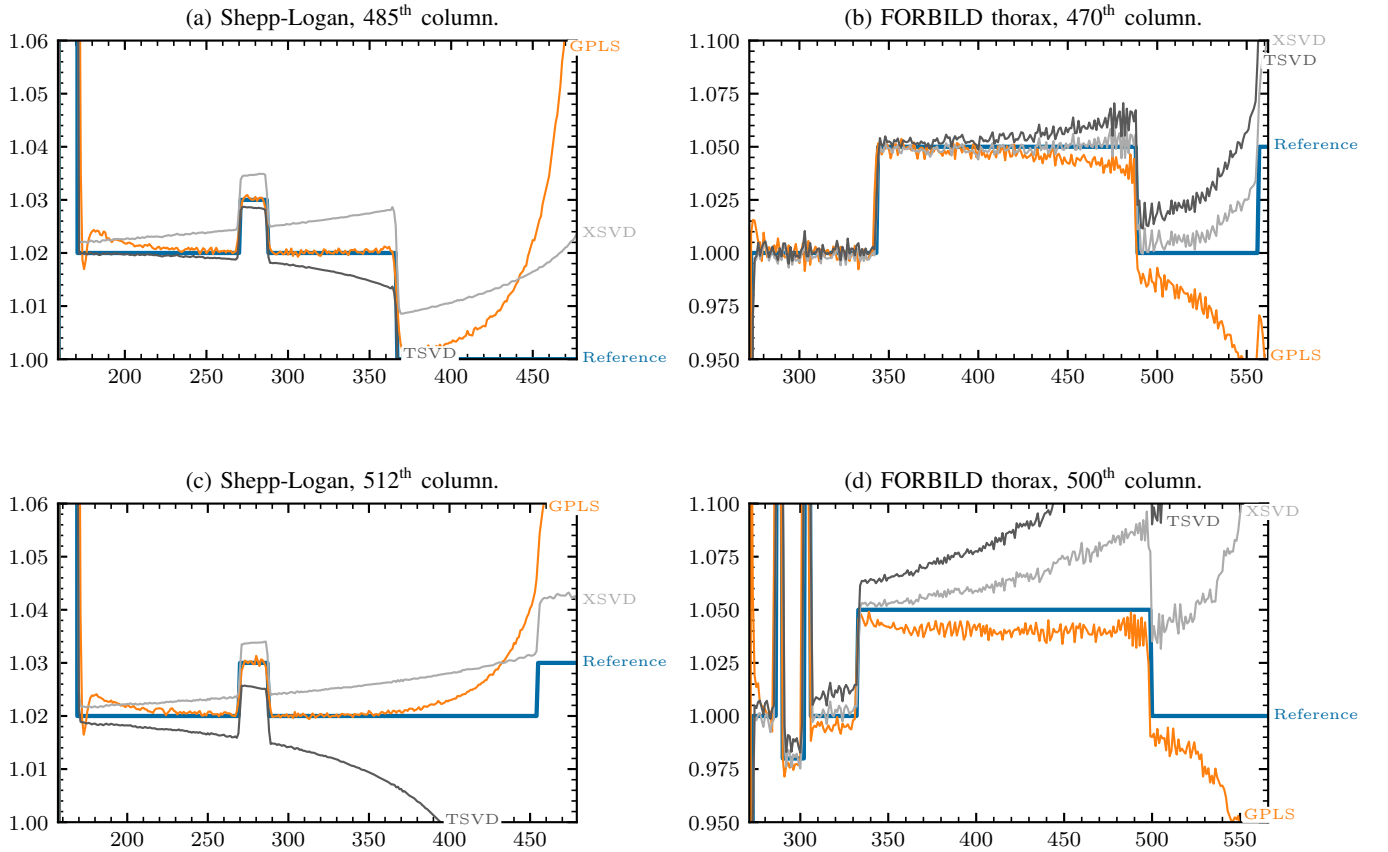 (a) Shepp-Logan, 485th column.
(b) FORBILD thorax, 470th column.
1.06
1.05
1.04
1.03
1.02
1.01
1.00
200
250
300
350
400
450
GPLS
XSVD
TSVD
Reference
1.100
1.075
1.050
1.025
1.000
0.975
0.950
300
350
400
450
500
550
XSVD
TSVD
Reference
GPLS
(c) Shepp-Logan, 512th column.
(d) FORBILD thorax, 500th column.
1.06
1.05
1.04
1.03
1.02
1.01
1.00
200
250
300
350
400
450
GPLS
XSVD
Reference
TSVD
1.100
1.075
1.050
1.025
1.000
0.975
0.950
300
350
400
450
500
550
XSVD
TSVD
Reference
GPLS